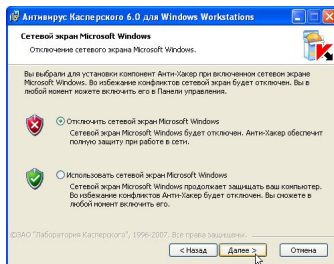 Антивирус Касперского 6.0 для Windows Workstations
Сетевой экран Microsoft Windows
Отключение сетевого экрана Microsoft Windows.
Вы выбрали для установки компонент Анти-Хакер при включенном сетевом экране
Microsoft Windows. Во избежание конфликтов сетевой экран будет отключен. Вы в
любой момент можете включить его в Панели управления.
Отключить сетевой экран Microsoft Windows
Сетевой экран Microsoft Windows будет отключен. Анти-Хакер обеспечит
полную защиту при работе в сети.
Использовать сетевой экран Microsoft Windows
Сетевой экран Microsoft Windows продолжает защищать ваш компьютер.
Во избежание конфликтов Анти-Хакер будет отключен. Вы сможете в
любой момент включить его.
©ЗАО "Лаборатория Касперского", 1996-2007. Все права защищены.
< Назад Далее > Отмена